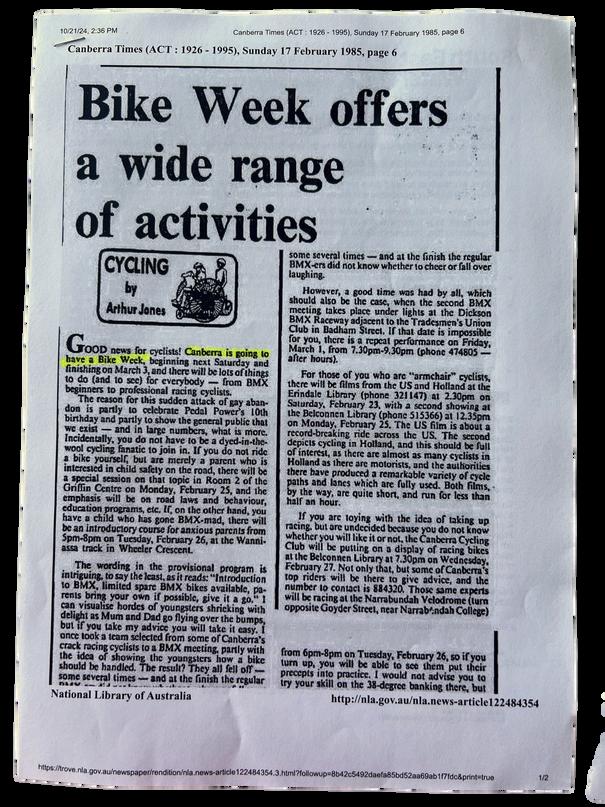 10/21/24, 2:36 PM
Canberra Times (ACT : 1926 - 1995), Sunday 17 February 1985, page 6
Canberra Times (ACT : 1926 - 1995), Sunday 17 February 1985, page 6
Bike Week offers
a wide range
of activities
CYCLING
by
Arthur Jones
GOOD news for cyclists! Canberra is going to
have a Bike Week, beginning next Saturday and
finishing on March 3, and there will be lots of things
to do (and to see) for everybody — from BMX
beginners to professional racing cyclists.
The reason for this sudden attack of gay aban-
don is partly to celebrate Pedal Power's 10th
birthday and partly to show the general public that
we exist — and in large numbers, what is more.
Incidentally, you do not have to be a dyed-in-the-
wool cycling fanatic to join in. If you do not ride
a bike yourself, but are merely a parent who is
interested in child safety on the road, there will be
a special session on that topic in Room 2 of the
Griffin Centre on Monday, February 25, and the
emphasis will be on road laws and behaviour,
education programs, etc. If, on the other hand, you
have a child who has gone BMX-mad, there will
be an introductory course for anxious parents from
5pm-8pm on Tuesday, February 26, at the Wanni-
assa track in Wheeler Crescent.
The wording in the provisional program is
intriguing, to say the least, as it reads: "Introduction
to BMX, limited spare BMX bikes available, pa-
rents bring your own if possible, give it a go." I
can visualise hordes of youngsters shrieking with
delight as Mum and Dad go flying over the bumps,
but if you take my advice you will take it easy. I
once took a team selected from some of Canberra's
crack racing cyclists to a BMX meeting, partly with
the idea of showing the youngsters how a bike
should be handled. The result? They all fell off —
some several times — and at the finish the regular
some several times — and at the finish the regular
BMX-ers did not know whether to cheer or fall over
laughing.
However, a good time was had by all, which
should also be the case, when the second BMX
meeting takes place under lights at the Dickson
BMX Raceway adjacent to the Tradesmen's Union
Club in Badham Street. If that date is impossible
for you, there is a repeat performance on Friday,
March 1, from 7.30pm-9.30pm (phone 474805 —
after hours).
For those of you who are "armchair" cyclists,
there will be films from the US and Holland at the
Erindale Library (phone 321147) at 2.30pm on
Saturday, February 23, with a second showing at
the Belconnen Library (phone 515366) at 12.35pm
on Monday, February 25. The US film is about a
record-breaking ride across the US. The second
depicts cycling in Holland, and this should be full
of interest, as there are almost as many cyclists in
Holland as there are motorists, and the authorities
there have produced a remarkable variety of cycle
paths and lanes which are fully used. Both films,
by the way, are quite short, and run for less than
half an hour.
If you are toying with the idea of taking up
racing, but are undecided because you do not know
whether you will like it or not, the Canberra Cycling
Club will be putting on a display of racing bikes
at the Belconnen Library at 7.30pm on Wednesday,
February 27. Not only that, but some of Canberra's
top riders will be there to give advice, and the
number to contact is 884320. Those same experts
will be racing at the Narrabundah Velodrome (turn
opposite Goyder Street, near Narrabundah College)
from 6pm-8pm on Tuesday, February 26, so if you
turn up, you will be able to see them put their
precepts into practice. I would not advise you to
try your skill on the 38-degree banking there, but
National Library of Australia
http://nla.gov.au/nla.news-article122484354
https://trove.nla.gov.au/newspaper/rendition/nla.news-article122484354.3.html?followup=8b42c5492daefa85bd52aa69ab1f7fdc&print=true
1/2